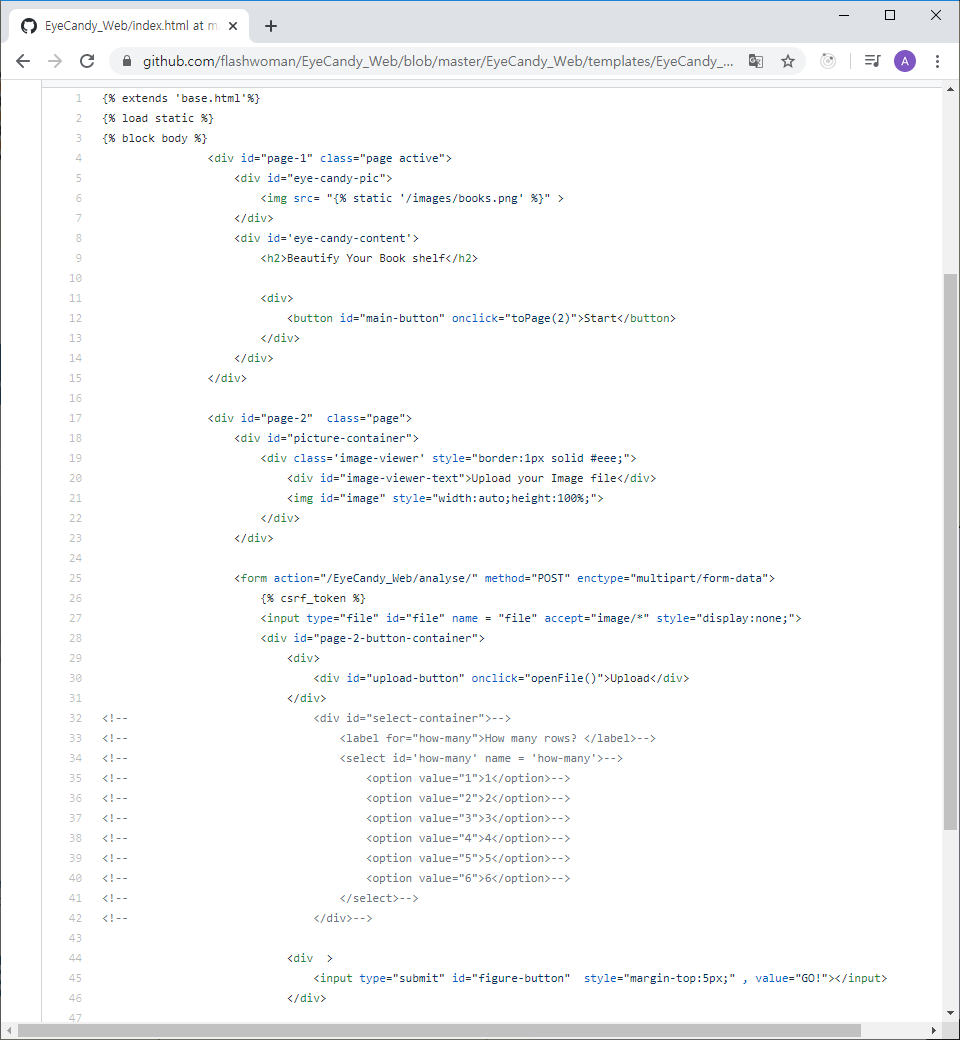 EyeCandy_Web/index.html at m
github.com/flashwoman/EyeCandy_Web/blob/master/EyeCandy_Web/templates/EyeCandy_...
A
1 {% extends 'base.html'%}
2 {% load static %}
3 {% block body %}
4 <div id="page-1" class="page active">
5 <div id="eye-candy-pic">
6 <img src= "{% static '/images/books.png' %}" >
7 </div>
8 <div id='eye-candy-content'>
9 <h2>Beautify Your Book shelf</h2>
10
11 <div>
12 <button id="main-button" onclick="toPage(2)">Start</button>
13 </div>
14 </div>
15 </div>
16
17 <div id="page-2"  class="page">
18 <div id="picture-container">
19 <div class='image-viewer' style="border:1px solid #eee;">
20 <div id="image-viewer-text">Upload your Image file</div>
21 <img id="image" style="width:auto;height:100%;">
22 </div>
23 </div>
24
25 <form action="/EyeCandy_Web/analyse/" method="POST" enctype="multipart/form-data">
26 {% csrf_token %}
27 <input type="file" id="file" name = "file" accept="image/*" style="display:none;">
28 <div id="page-2-button-container">
29 <div>
30 <div id="upload-button" onclick="openFile()">Upload</div>
31 </div>
32 <!-- <div id="select-container">-->
33 <!-- <label for="how-many">How many rows? </label>-->
34 <!-- <select id='how-many' name = 'how-many'>-->
35 <!-- <option value="1">1</option>-->
36 <!-- <option value="2">2</option>-->
37 <!-- <option value="3">3</option>-->
38 <!-- <option value="4">4</option>-->
39 <!-- <option value="5">5</option>-->
40 <!-- <option value="6">6</option>-->
41 <!-- </select>-->
42 <!-- </div>-->
43
44 <div  >
45 <input type="submit" id="figure-button"  style="margin-top:5px;" , value="GO!"></input>
46 </div>
47